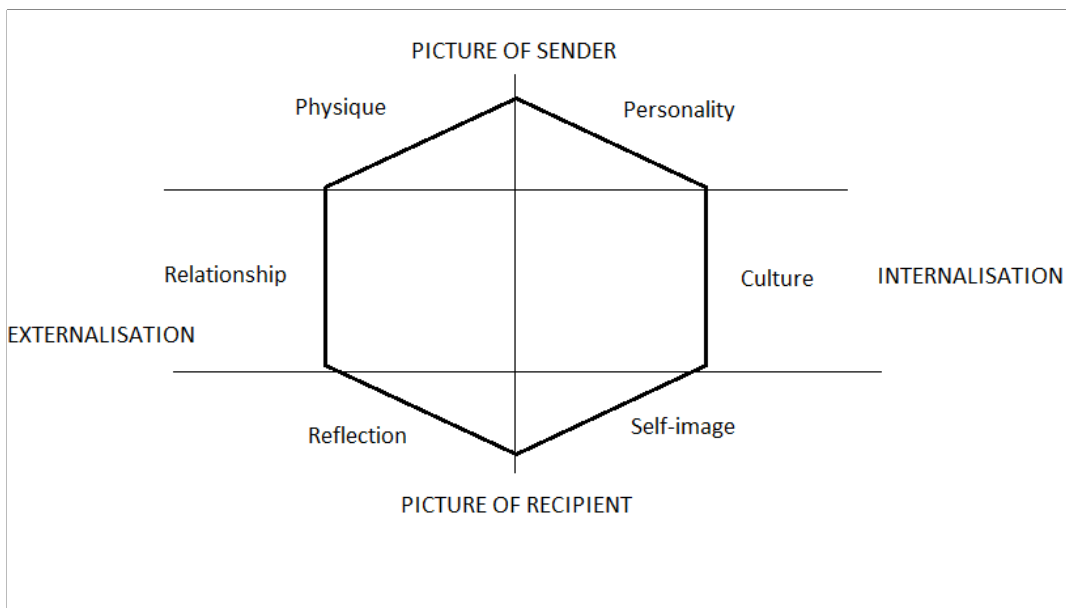 PICTURE OF SENDER
Physique
Personality
Relationship
Culture
INTERNALISATION
EXTERNALISATION
Reflection
Self-image
PICTURE OF RECIPIENT